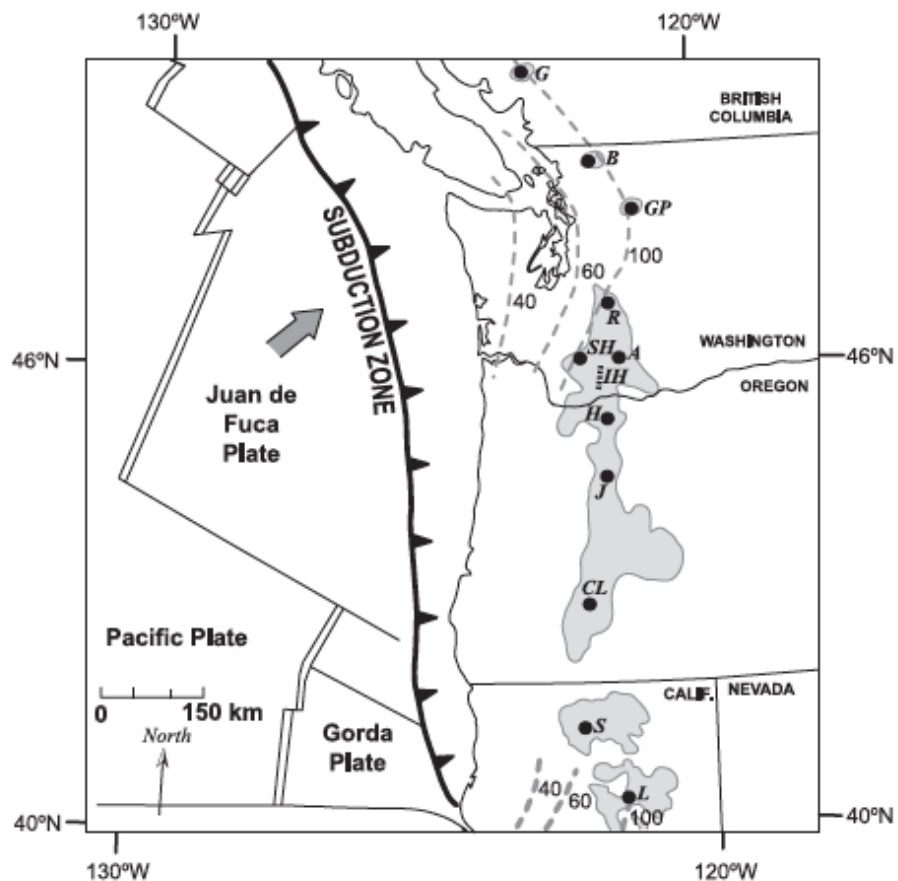 130ºW
120ºW
G
BRITISH
COLUMBIA
B
GP
SUBDUCTION ZONE
100
60
40
R
WASHINGTON
46ºN
SH
A
46ºN
IH
OREGON
Juan de
Fuca
Plate
H
J
CL
Pacific Plate
CALIF.
NEVADA
0
150 km
S
North
Gorda
Plate
40
60
L
100
40ºN
40ºN
130ºW
120ºW